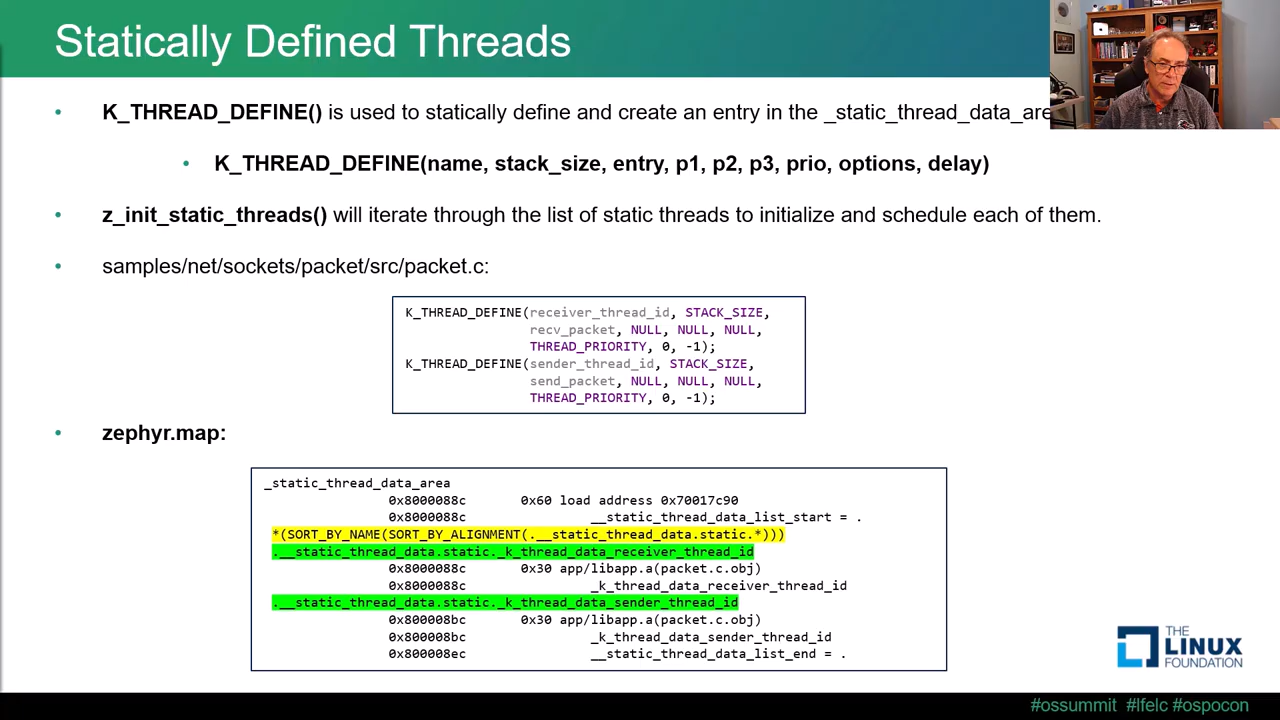 Statically Defined Threads
• K_THREAD_DEFINE() is used to statically define and create an entry in the _static_thread_data_are
• K_THREAD_DEFINE(name, stack_size, entry, p1, p2, p3, prio, options, delay)
• z_init_static_threads() will iterate through the list of static threads to initialize and schedule each of them.
• samples/net/sockets/packet/src/packet.c:
K_THREAD_DEFINE(receiver_thread_id, STACK_SIZE,
recv_packet, NULL, NULL, NULL,
THREAD_PRIORITY, 0, -1);
K_THREAD_DEFINE(sender_thread_id, STACK_SIZE,
send_packet, NULL, NULL, NULL,
THREAD_PRIORITY, 0, -1);
• zephyr.map:
_static_thread_data_area
0x8000088c 0x60 load address 0x70017c90
0x8000088c __static_thread_data_list_start = .
*(SORT_BY_NAME(SORT_BY_ALIGNMENT(.__static_thread_data.static.*)))
.__static_thread_data.static._k_thread_data_receiver_thread_id
0x8000088c 0x30 app/libapp.a(packet.c.obj)
0x8000088c _k_thread_data_receiver_thread_id
.__static_thread_data.static._k_thread_data_sender_thread_id
0x800008bc 0x30 app/libapp.a(packet.c.obj)
0x800008bc _k_thread_data_sender_thread_id
0x800008ec __static_thread_data_list_end = .
THE
LINUX
FOUNDATION
#ossummit #lfelc #ospocon